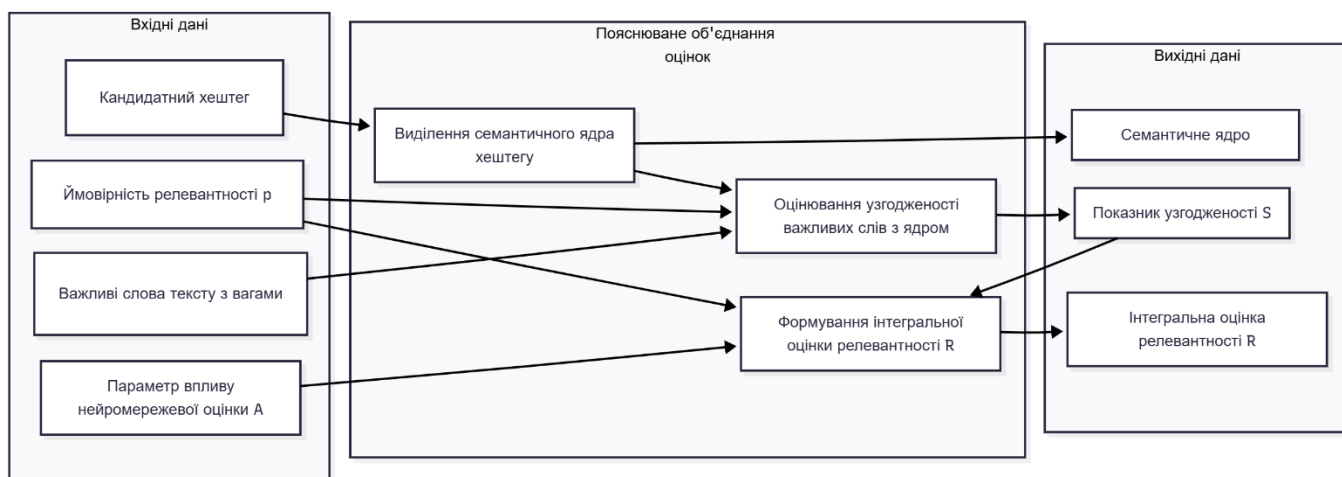 Вхідні дані
Кандидатний хештег
Ймовірність релевантності p
Важливі слова тексту з вагами
Параметр впливу
нейромережевої оцінки A
Пояснюване об'єднання
оцінок
Виділення семантичного ядра
хештегу
Оцінювання узгодженості
важливих слів з ядром
Формування інтегральної
оцінки релевантності R
Вихідні дані
Семантичне ядро
Показник узгодженості S
Інтегральна оцінка
релевантності R